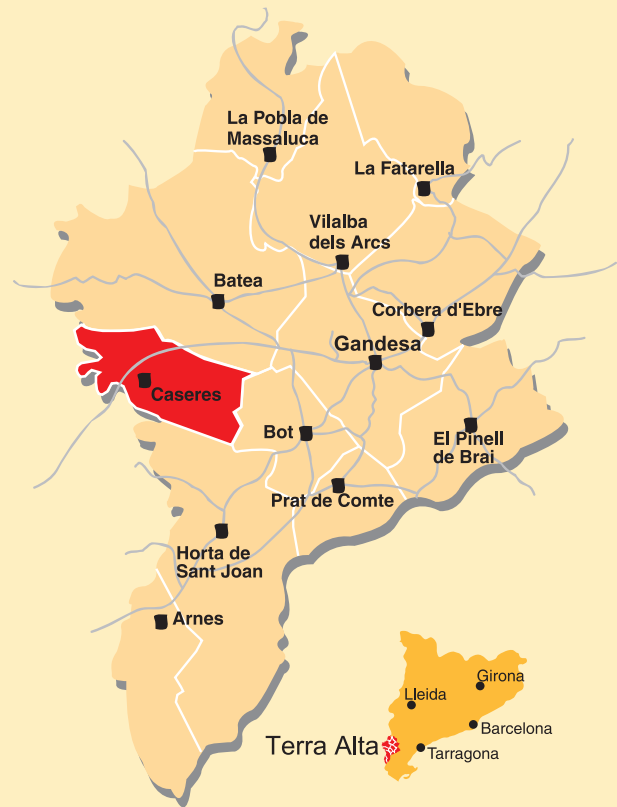 La Pobla de
Massaluca
La Fatarella
Vilalba
dels Arcs
Batea
Corbera d'Ebre
Gandesa
Caseres
Bot
El Pinell
de Brai
Prat de Comte
Horta de
Sant Joan
Arnes
Girona
Lleida
Barcelona
Terra Alta
Tarragona